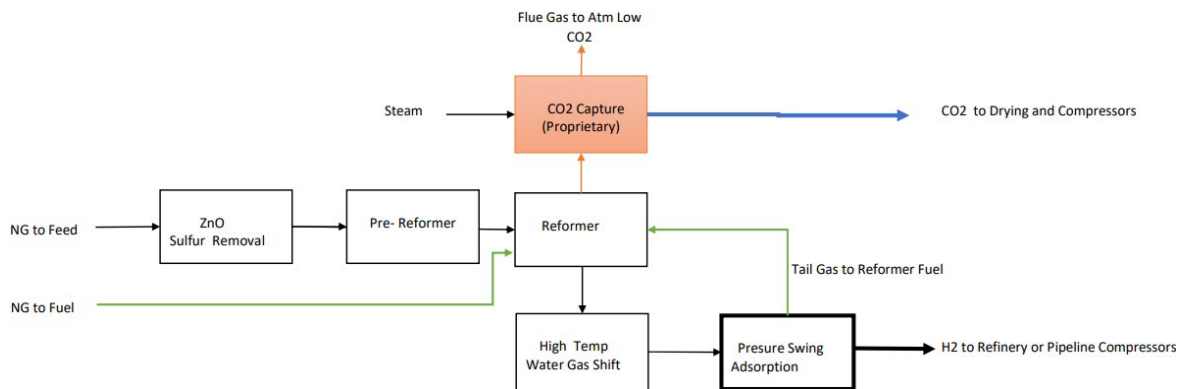 Flue Gas to Atm Low
CO2
Steam
CO2 Capture
(Proprietary)
CO2 to Drying and Compressors
NG to Feed
ZnO
Sulfur Removal
Pre- Reformer
Reformer
Tail Gas to Reformer Fuel
NG to Fuel
High Temp
Water Gas Shift
Presure Swing
Adsorption
H2 to Refinery or Pipeline Compressors